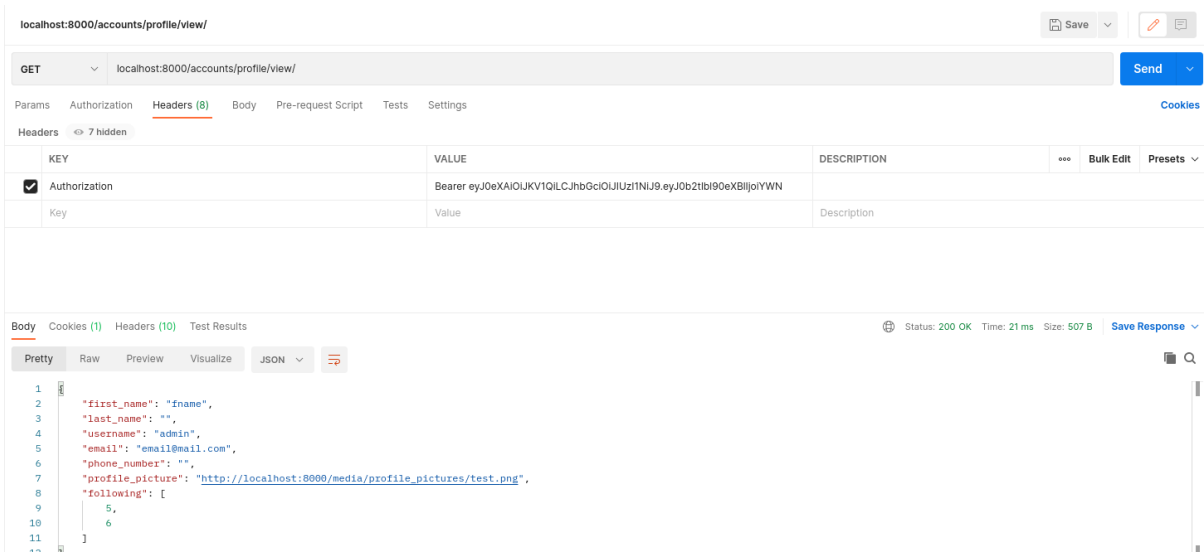 localhost:8000/accounts/profile/view/
Save
GET localhost:8000/accounts/profile/view/ Send
Params Authorization Headers (8) Body Pre-request Script Tests Settings Cookies
Headers 7 hidden
KEY VALUE DESCRIPTION ooo Bulk Edit Presets
Authorization Bearer eyJ0eXAiOiJKV1QiLCJhbGciOiJIUzI1NiJ9.eyJ0b2tlbl90eXBlIjoiYWN
Key Value Description
Body Cookies (1) Headers (10) Test Results Status: 200 OK Time: 21 ms Size: 507 B Save Response
Pretty Raw Preview Visualize JSON
1 {
2 "first_name": "fname",
3 "last_name": "",
4 "username": "admin",
5 "email": "email@mail.com",
6 "phone_number": "",
7 "profile_picture": "http://localhost:8000/media/profile_pictures/test.png",
8 "following": [
9 5,
10 6
11 ]
12 }